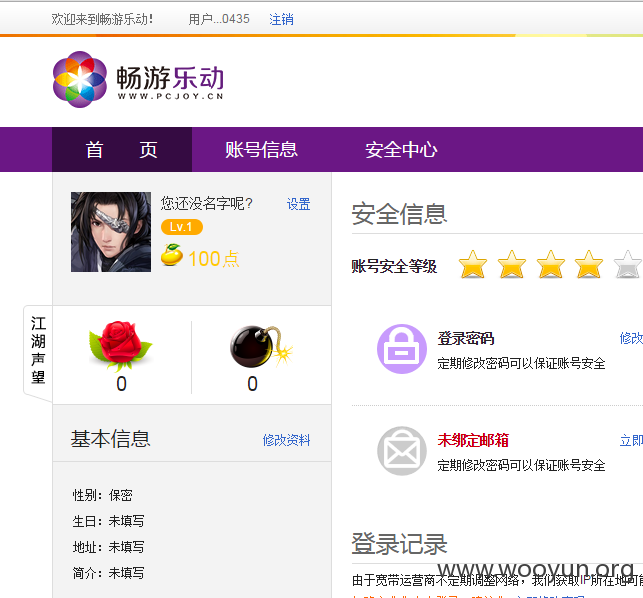 欢迎来到畅游乐动! 用户...0435 注销
畅游乐动
WWW.PCJOY.CN
首 页 账号信息 安全中心
您还没名字呢? 设置
Lv.1
100点
江湖声望
0 0
基本信息 修改资料
性别: 保密
生日: 未填写
地址: 未填写
简介: 未填写
安全信息
账号安全等级
登录密码 修改
定期修改密码可以保证账号安全
未绑定邮箱 立即
定期修改密码可以保证账号安全
登录记录
www.wooyun.org
由于宽带运营商不定期调整网络，我们获取IP所在地可能